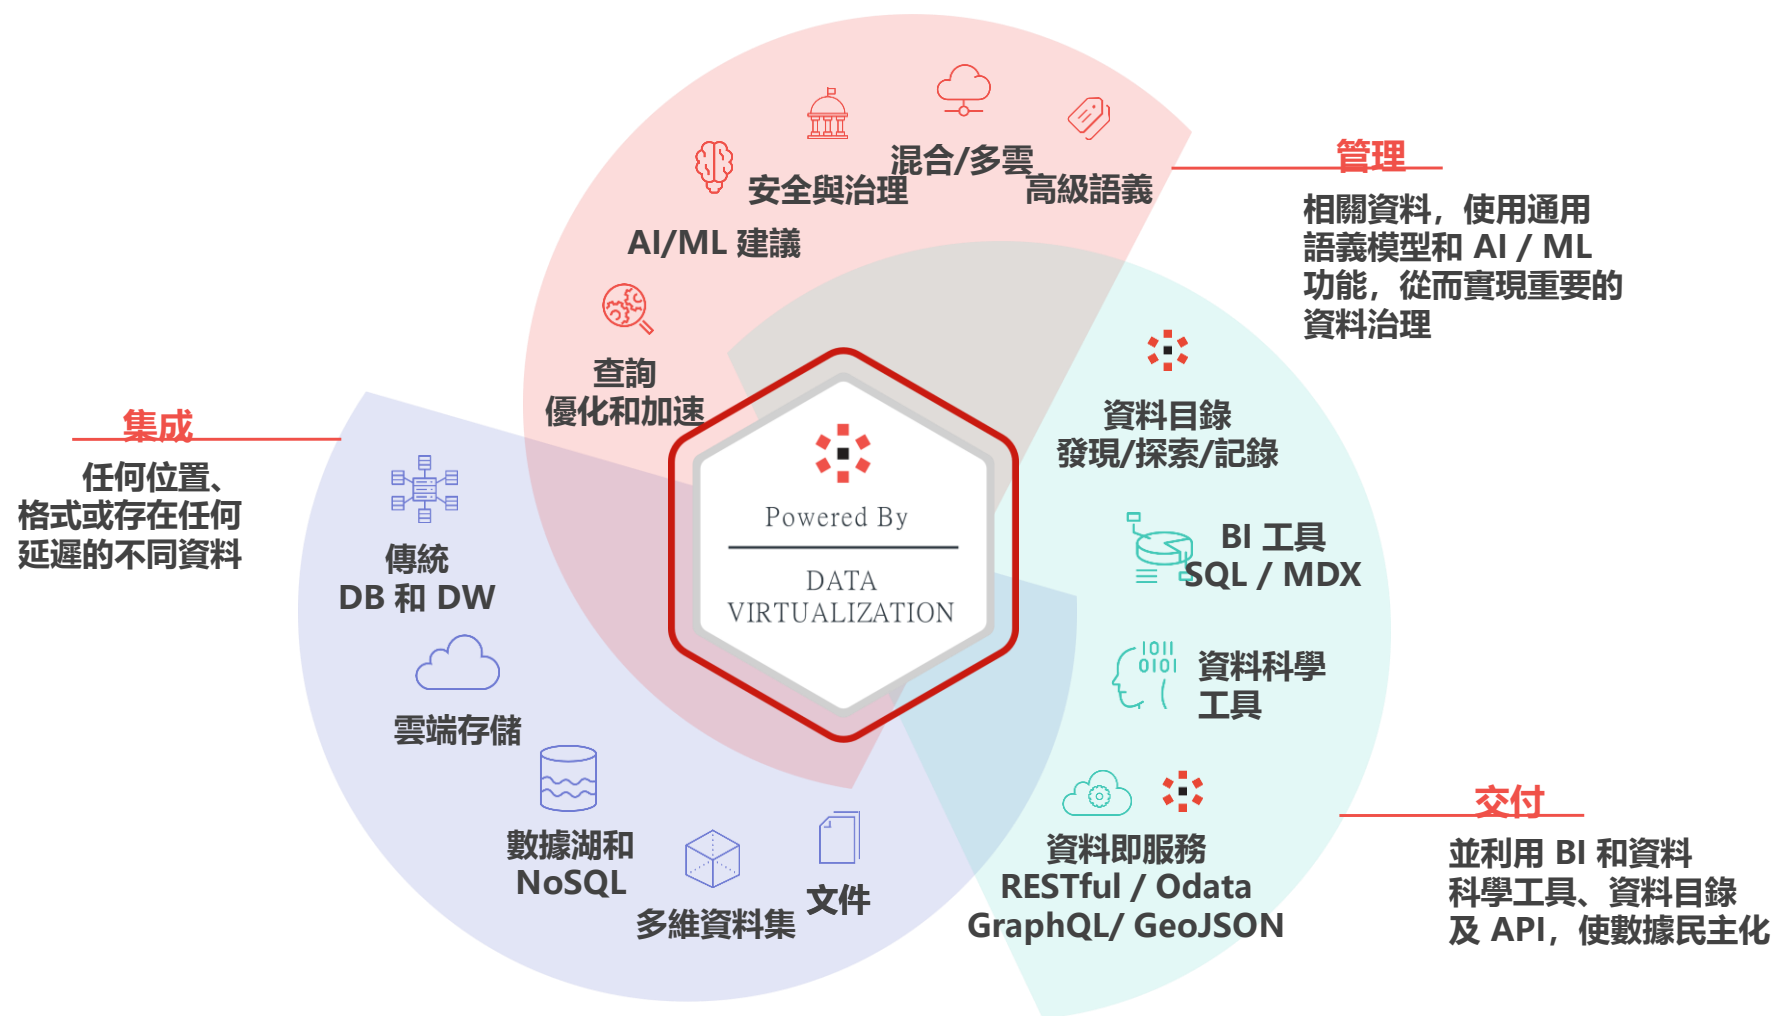 混合/多雲
安全與治理
高級語義
AI/ML 建議
查詢
優化和加速
管理
相關資料，使用通用
語義模型和 AI / ML
功能，從而實現重要的
資料治理
集成
任何位置、
格式或存在任何
延遲的不同資料
傳統
DB 和 DW
雲端存儲
數據湖和
NoSQL
多維資料集
文件
Powered By
DATA
VIRTUALIZATION
資料目錄
發現/探索/記錄
BI 工具
SQL / MDX
1011
0101
資料科學
工具
資料即服務
RESTful / Odata
GraphQL/ GeoJSON
交付
並利用 BI 和資料
科學工具、資料目錄
及 API，使數據民主化